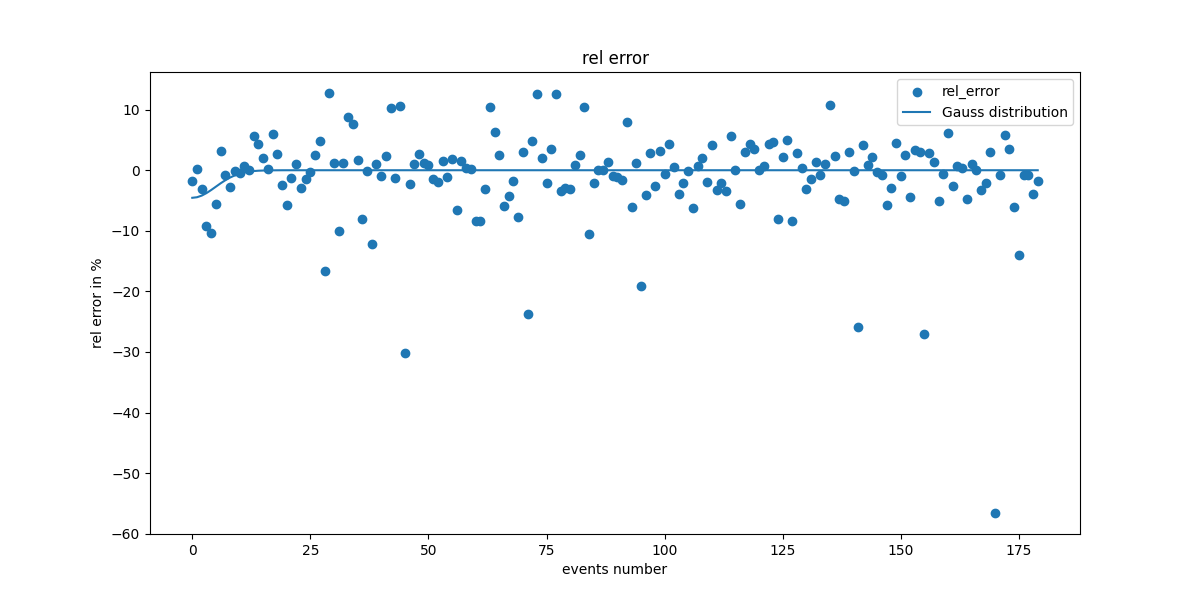 rel error
rel_error
Gauss distribution
rel error in %
10
0
−10
−20
−30
−40
−50
−60
0 25 50 75 100 125 150 175
events number